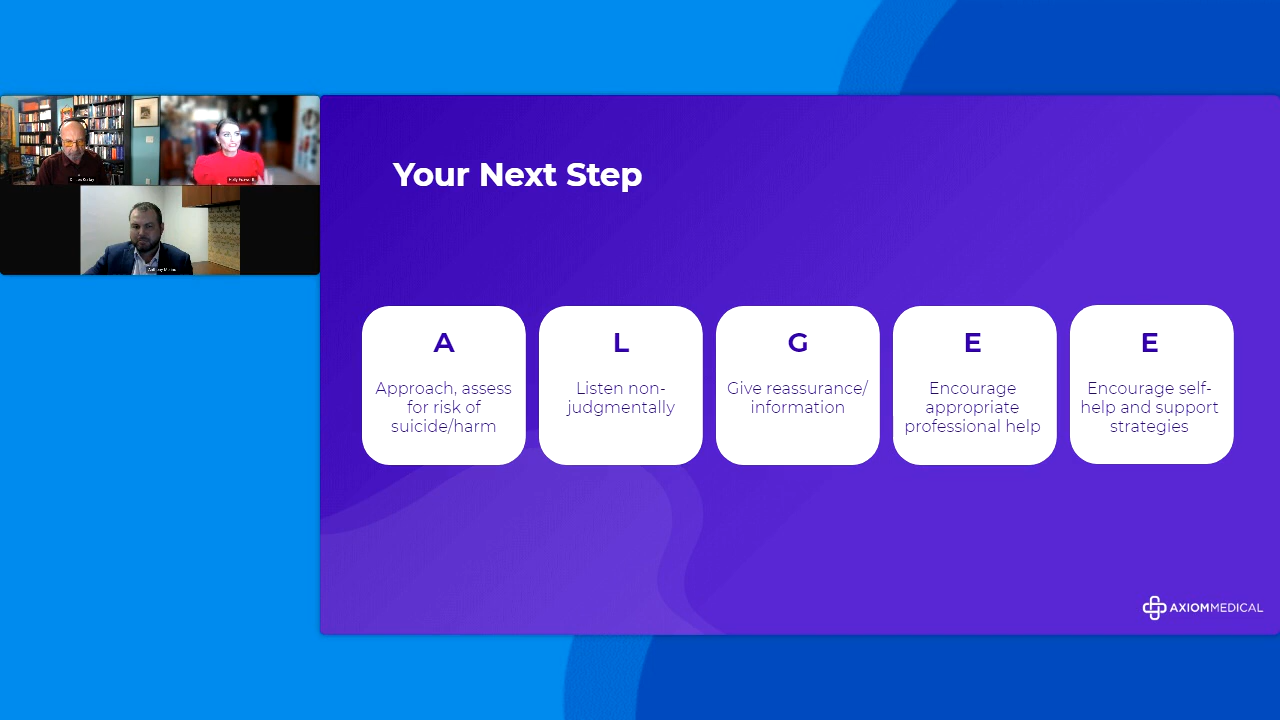 Your Next Step
A
Approach, assess
for risk of
suicide/harm
L
Listen non-
judgmentally
G
Give reassurance/
information
E
Encourage
appropriate
professional help
E
Encourage self-
help and support
strategies
AXIOMMEDICAL